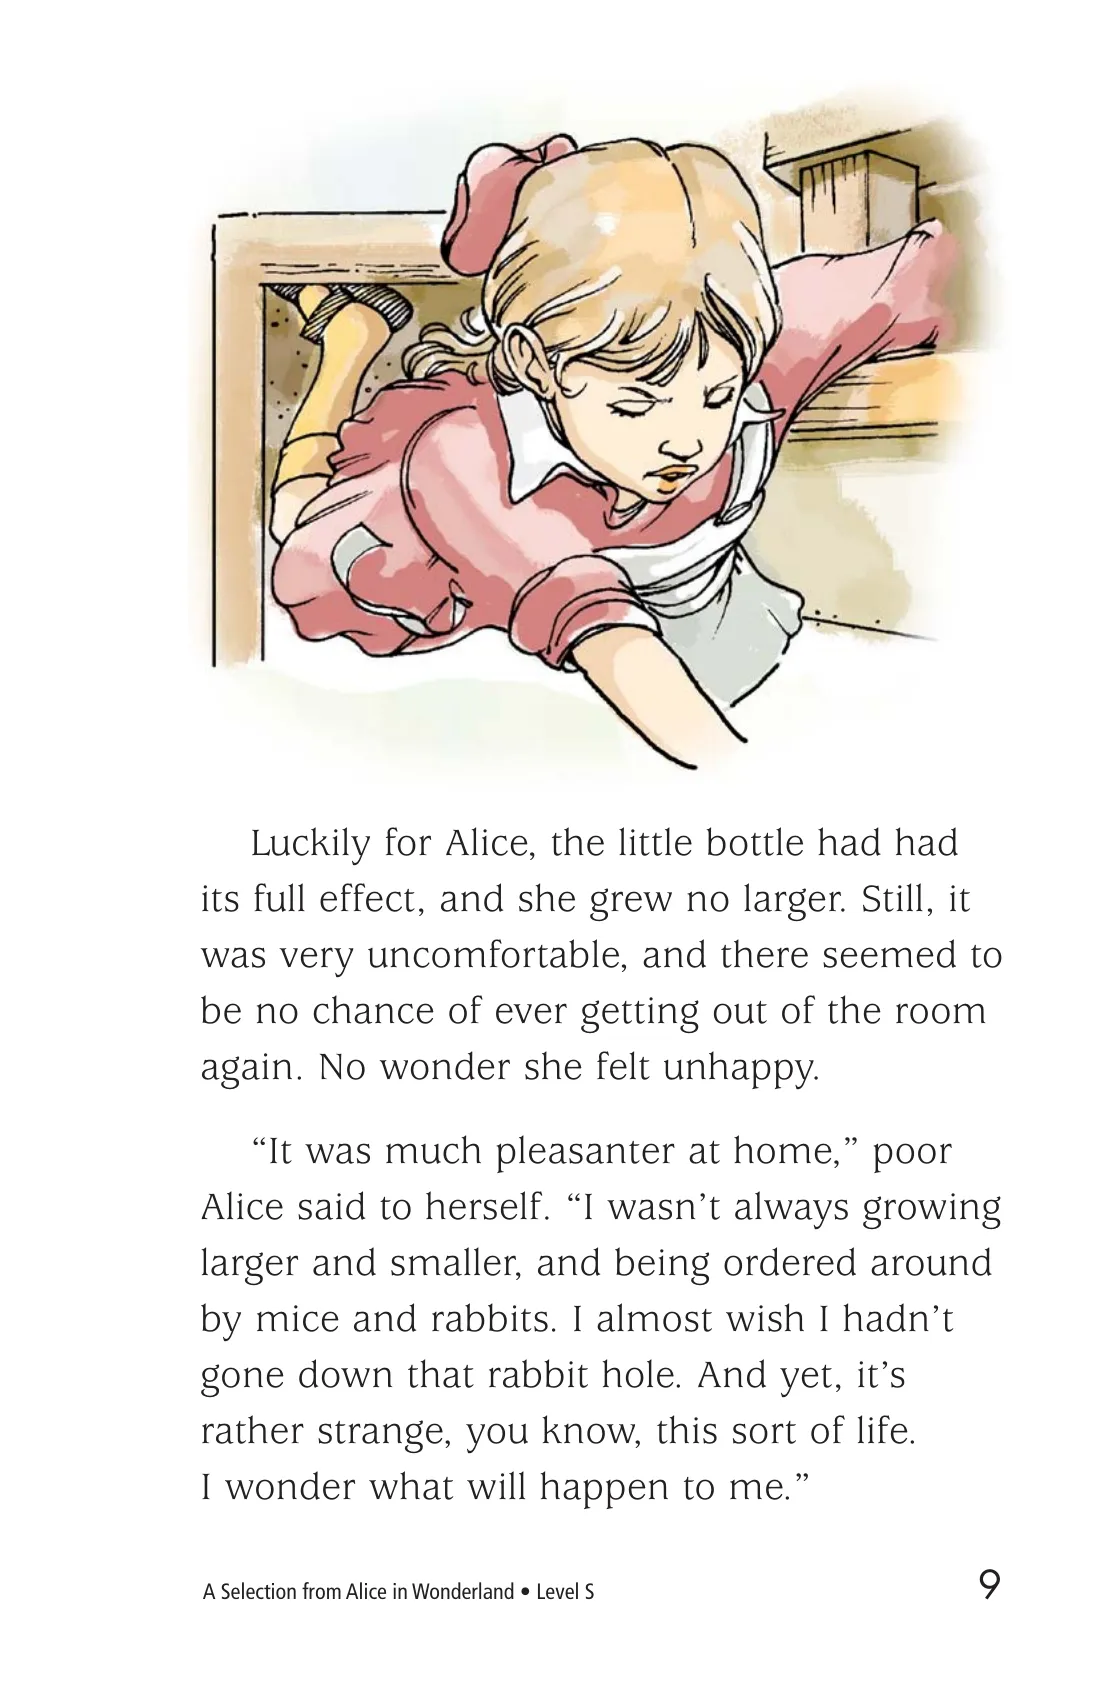 Luckily for Alice, the little bottle had had
its full effect, and she grew no larger. Still, it
was very uncomfortable, and there seemed to
be no chance of ever getting out of the room
again. No wonder she felt unhappy.
“It was much pleasanter at home,” poor
Alice said to herself. “I wasn’t always growing
larger and smaller, and being ordered around
by mice and rabbits. I almost wish I hadn’t
gone down that rabbit hole. And yet, it’s
rather strange, you know, this sort of life.
I wonder what will happen to me.”
A Selection from Alice in Wonderland • Level S 9